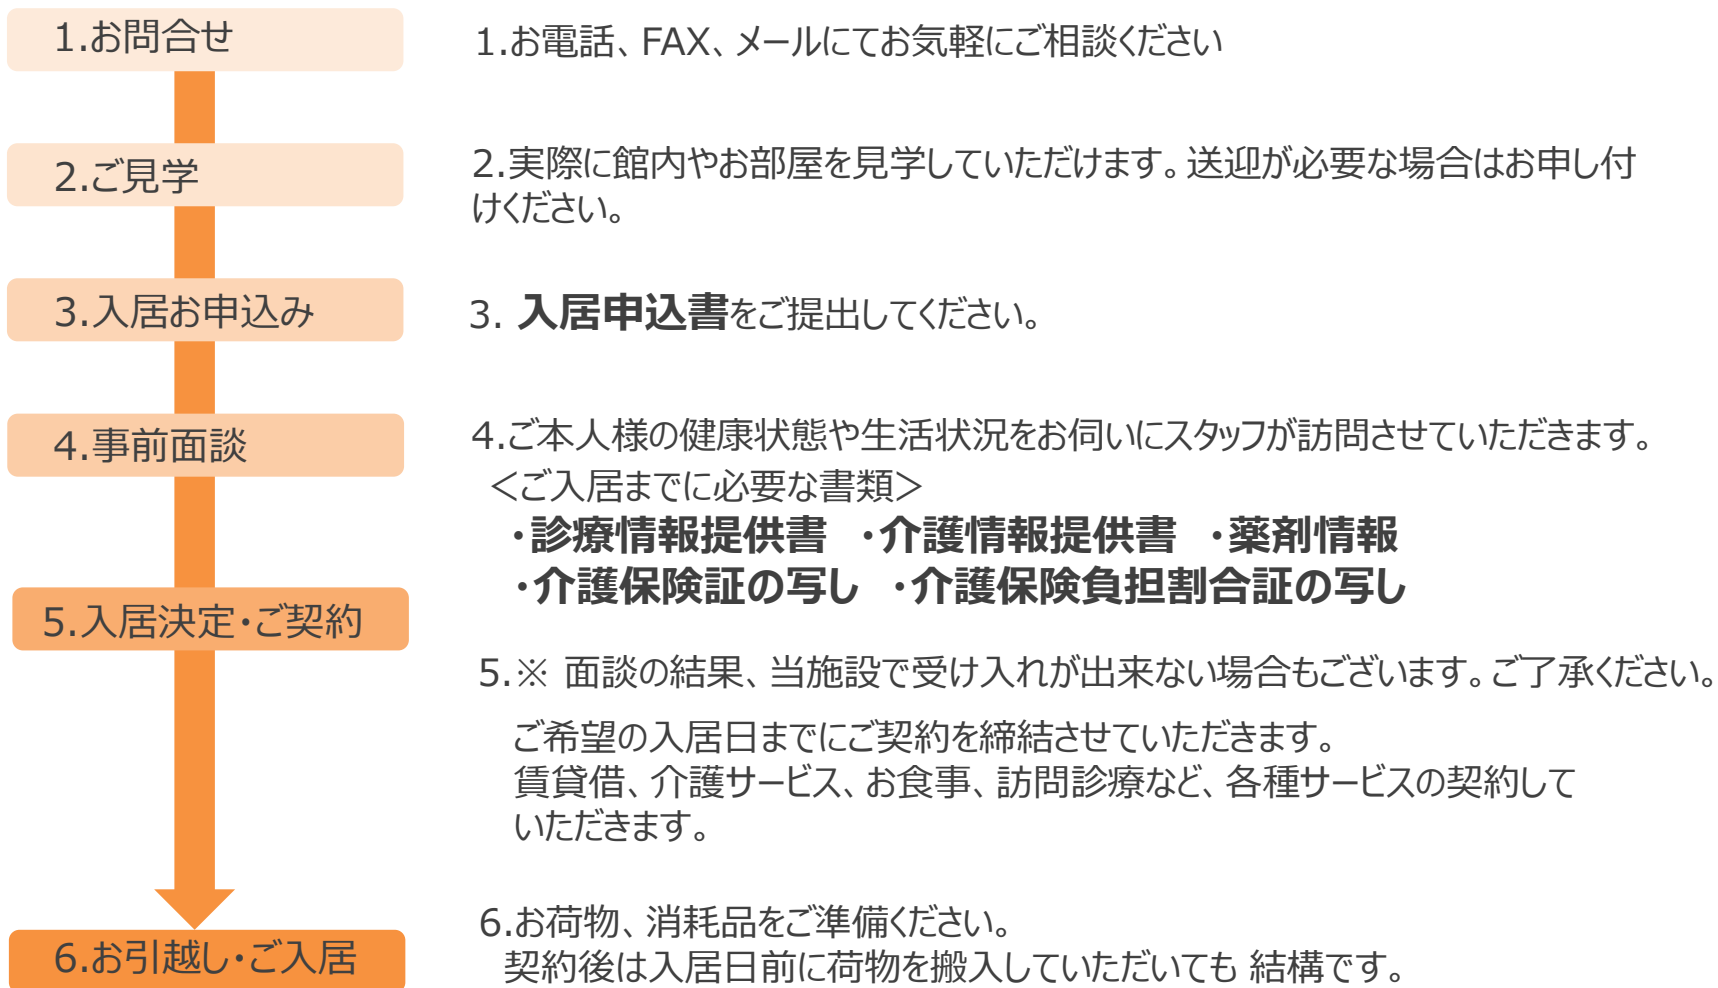 1.お問合せ
1.お電話、FAX、メールにてお気軽にご相談ください
2.ご見学
2.実際に館内やお部屋を見学していただけます。送迎が必要な場合はお申し付
けください。
3.入居お申込み
3. 入居申込書をご提出してください。
4.事前面談
4.ご本人様の健康状態や生活状況をお伺いにスタッフが訪問させていただきます。
＜ご入居までに必要な書類＞
・診療情報提供書 ・介護情報提供書 ・薬剤情報
・介護保険証の写し ・介護保険負担割合証の写し
5.入居決定・ご契約
5.※ 面談の結果、当施設で受け入れが出来ない場合もございます。ご了承ください。
ご希望の入居日までにご契約を締結させていただきます。
賃貸借、介護サービス、お食事、訪問診療など、各種サービスの契約して
いただきます。
6.お引越し・ご入居
6.お荷物、消耗品をご準備ください。
契約後は入居日前に荷物を搬入していただいても 結構です。